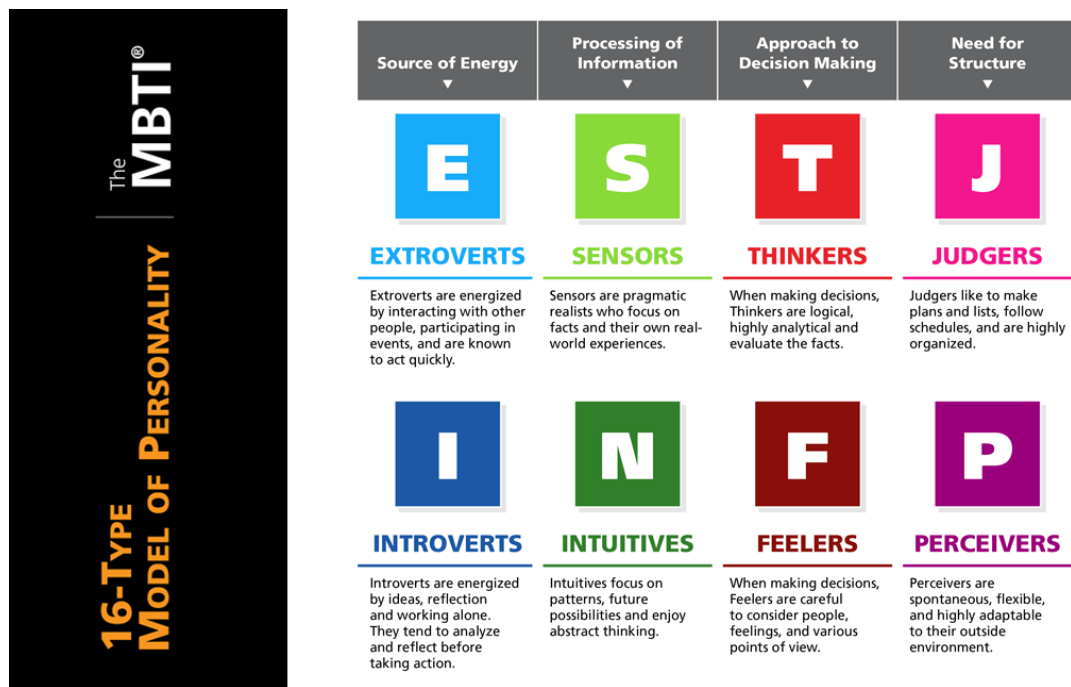 The
MBTI®
16-TYPE
MODEL OF PERSONALITY
Source of Energy
▼
Processing of
Information
▼
Approach to
Decision Making
▼
Need for
Structure
▼
E
EXTROVERTS
Extroverts are energized
by interacting with other
people, participating in
events, and are known
to act quickly.
S
SENSORS
Sensors are pragmatic
realists who focus on
facts and their own real-
world experiences.
T
THINKERS
When making decisions,
Thinkers are logical,
highly analytical and
evaluate the facts.
J
JUDGERS
Judgers like to make
plans and lists, follow
schedules, and are highly
organized.
I
INTROVERTS
Introverts are energized
by ideas, reflection
and working alone.
They tend to analyze
and reflect before
taking action.
N
INTUITIVES
Intuitives focus on
patterns, future
possibilities and enjoy
abstract thinking.
F
FEELERS
When making decisions,
Feelers are careful
to consider people,
feelings, and various
points of view.
P
PERCEIVERS
Perceivers are
spontaneous, flexible,
and highly adaptable
to their outside
environment.